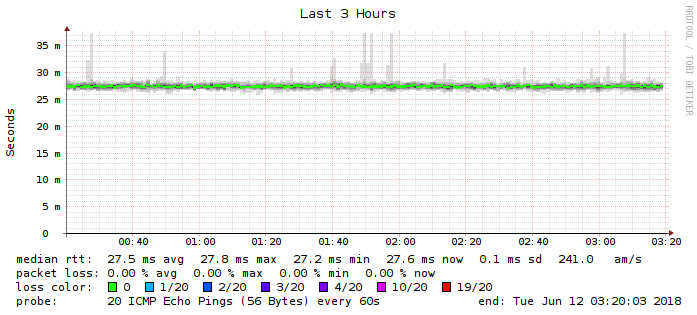 Last 3 Hours
RRDTOOL / TOBI OETIKER
Seconds
35 m
30 m
25 m
20 m
15 m
10 m
5 m
0
00:40 01:00 01:20 01:40 02:00 02:20 02:40 03:00 03:20
median rtt: 27.5 ms avg 27.8 ms max 27.2 ms min 27.6 ms now 0.1 ms sd 241.0 am/s
packet loss: 0.00 % avg 0.00 % max 0.00 % min 0.00 % now
loss color: 0 1/20 2/20 3/20 4/20 10/20 19/20
probe: 20 ICMP Echo Pings (56 Bytes) every 60s end: Tue Jun 12 03:20:03 2018